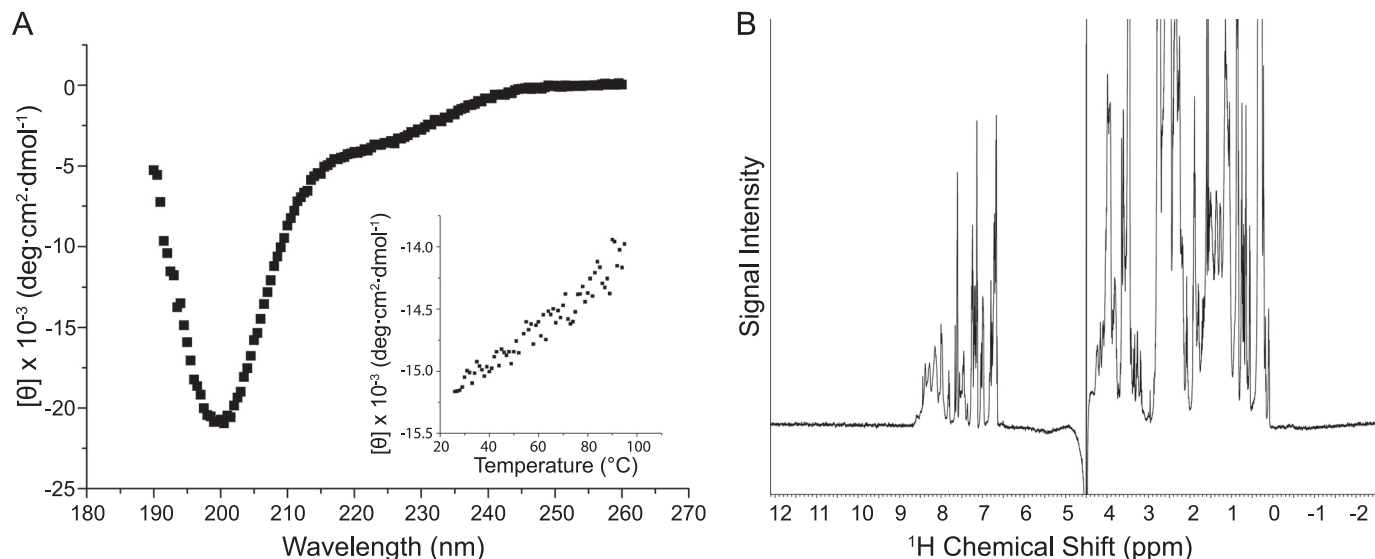 A
B
[θ] x 10⁻³ (deg·cm²·dmol⁻¹)
0
-5
-10
-15
-20
-25
180 190 200 210 220 230 240 250 260 270
Wavelength (nm)
[θ] x 10⁻³ (deg·cm²·dmol⁻¹)
-14.0
-14.5
-15.0
-15.5
20 40 60 80 100
Temperature (°C)
Signal Intensity
12 11 10 9 8 7 6 5 4 3 2 1 0 -1 -2
¹H Chemical Shift (ppm)